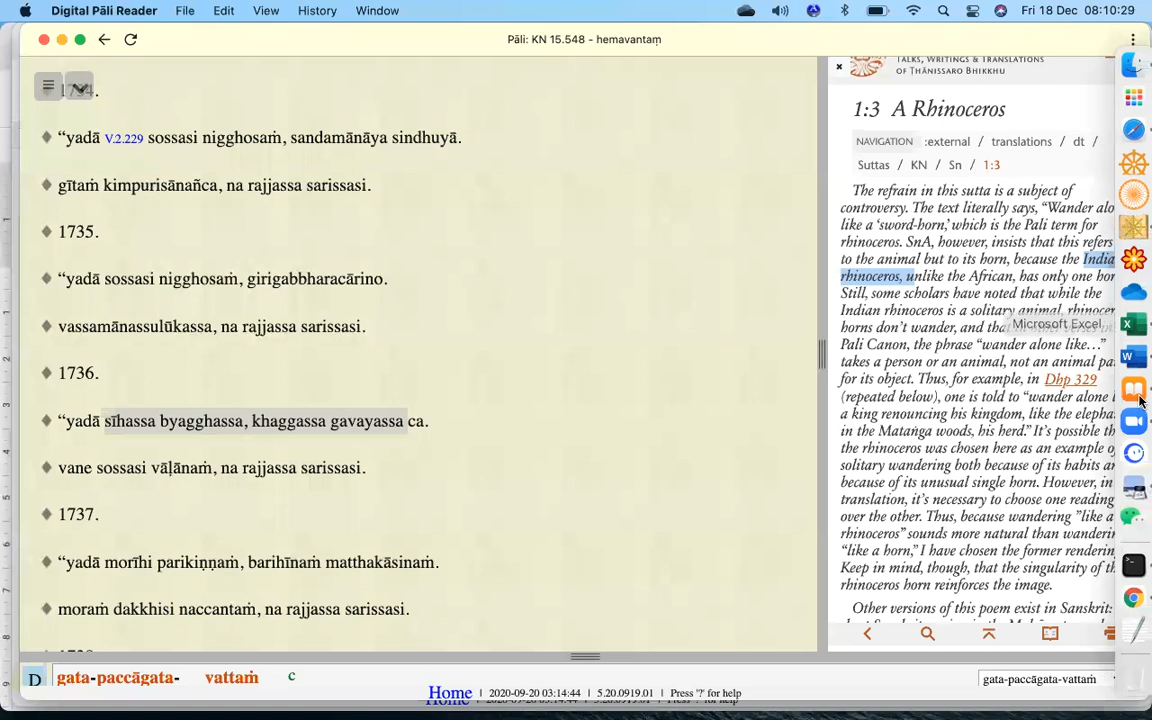 Digital Pāli Reader File Edit View History Window Fri 18 Dec 08:10:29
Pāli: KN 15.548 - hemavantaṃ
“yadā V.2.229 sossasi nigghosaṁ, sandamānāya sindhuyā.
gītaṁ kimpurisānañca, na rajjassa sarissasi.
1735.
“yadā sossasi nigghosaṁ, girigabbharacārino.
vassamānassulūkassa, na rajjassa sarissasi.
1736.
“yadā sīhassa byagghassa, khaggassa gavayassa ca.
vane sossasi vāḷānaṁ, na rajjassa sarissasi.
1737.
“yadā morīhi parikiṇṇaṁ, barihīnaṁ matthakāsinaṁ.
moraṁ dakkhisi naccantaṁ, na rajjassa sarissasi.
TALKS, WRITINGS & TRANSLATIONS
OF ṬHĀNISSARO BHIKKHU
1:3 A Rhinoceros
NAVIGATION :external / translations / dt /
Suttas / KN / Sn / 1:3
The refrain in this sutta is a subject of
controversy. The text literally says, “Wander alo
like a ‘sword-horn,’ which is the Pali term for
rhinoceros. SnA, however, insists that this refers
to the animal but to its horn, because the India
rhinoceros, unlike the African, has only one hor
Still, some scholars have noted that while the
Indian rhinoceros is a solitary animal, rhinocer
horns don’t wander, and tha
Microsoft Excel
Pali Canon, the phrase “wander alone like…”
takes a person or an animal, not an animal pa
for its object. Thus, for example, in Dhp 329
(repeated below), one is told to “wander alone l
a king renouncing his kingdom, like the elepha
in the Matanga woods, his herd.” It’s possible th
the rhinoceros was chosen here as an example of
solitary wandering both because of its habits an
because of its unusual single horn. However, in
translation, it’s necessary to choose one reading
over the other. Thus, because wandering ”like a
rhinoceros” sounds more natural than wanderin
“like a horn,” I have chosen the former rendering
Keep in mind, though, that the singularity of th
rhinoceros horn reinforces the image.
Other versions of this poem exist in Sanskrit:
D gata-paccāgata- vattaṁ c
gata-paccāgata-vattaṁ
Home | 2020-09-20 03:14:44 | 5.20.0919.01 | Press '?' for help